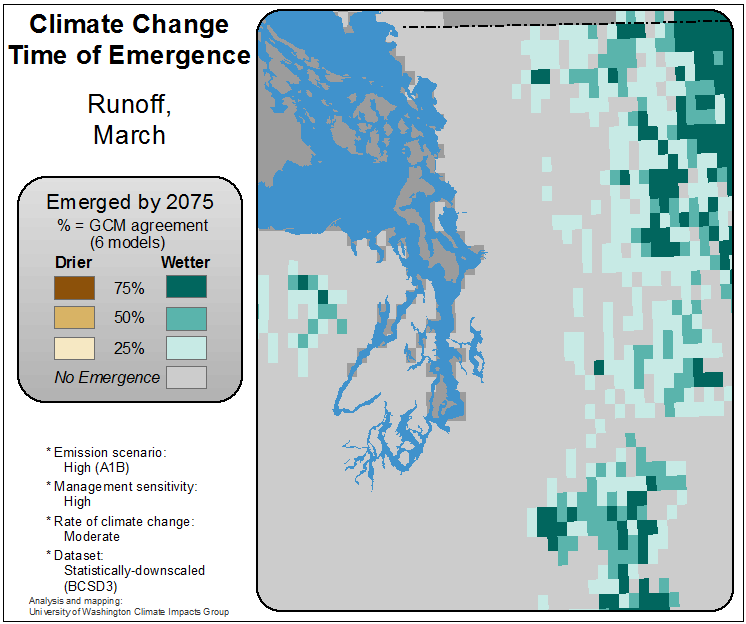 Climate Change
Time of Emergence
Runoff,
March
Emerged by 2075
% = GCM agreement
(6 models)
Drier Wetter
75%
50%
25%
No Emergence
* Emission scenario:
High (A1B)
* Management sensitivity:
High
* Rate of climate change:
Moderate
* Dataset:
Statistically-downscaled
(BCSD3)
Analysis and mapping:
University of Washington Climate Impacts Group